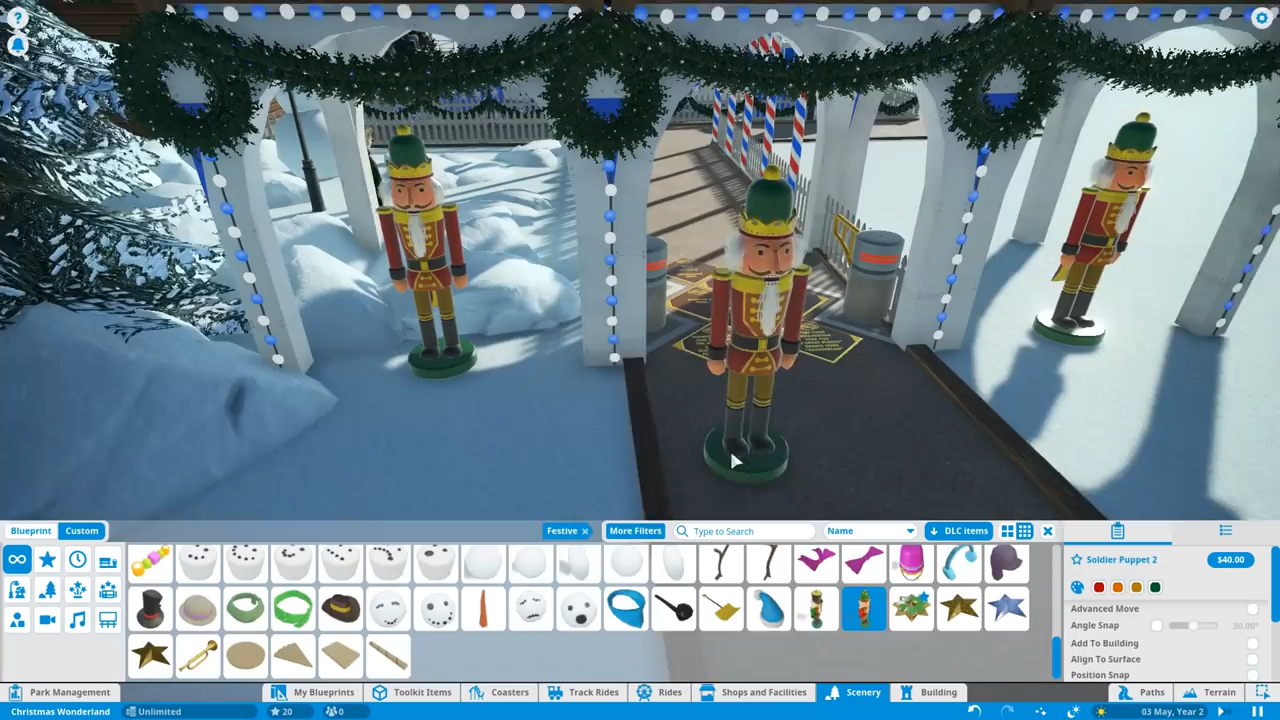 Blueprint
Custom
Festive ×
More Filters
Type to Search
Name
DLC items
Soldier Puppet 2
$40.00
Advanced Move
Angle Snap
30.00°
Add To Building
Align To Surface
Position Snap
Park Management
My Blueprints
Toolkit Items
Coasters
Track Rides
Rides
Shops and Facilities
Scenery
Building
Paths
Terrain
Christmas Wonderland
Unlimited
20
0
03 May, Year 2